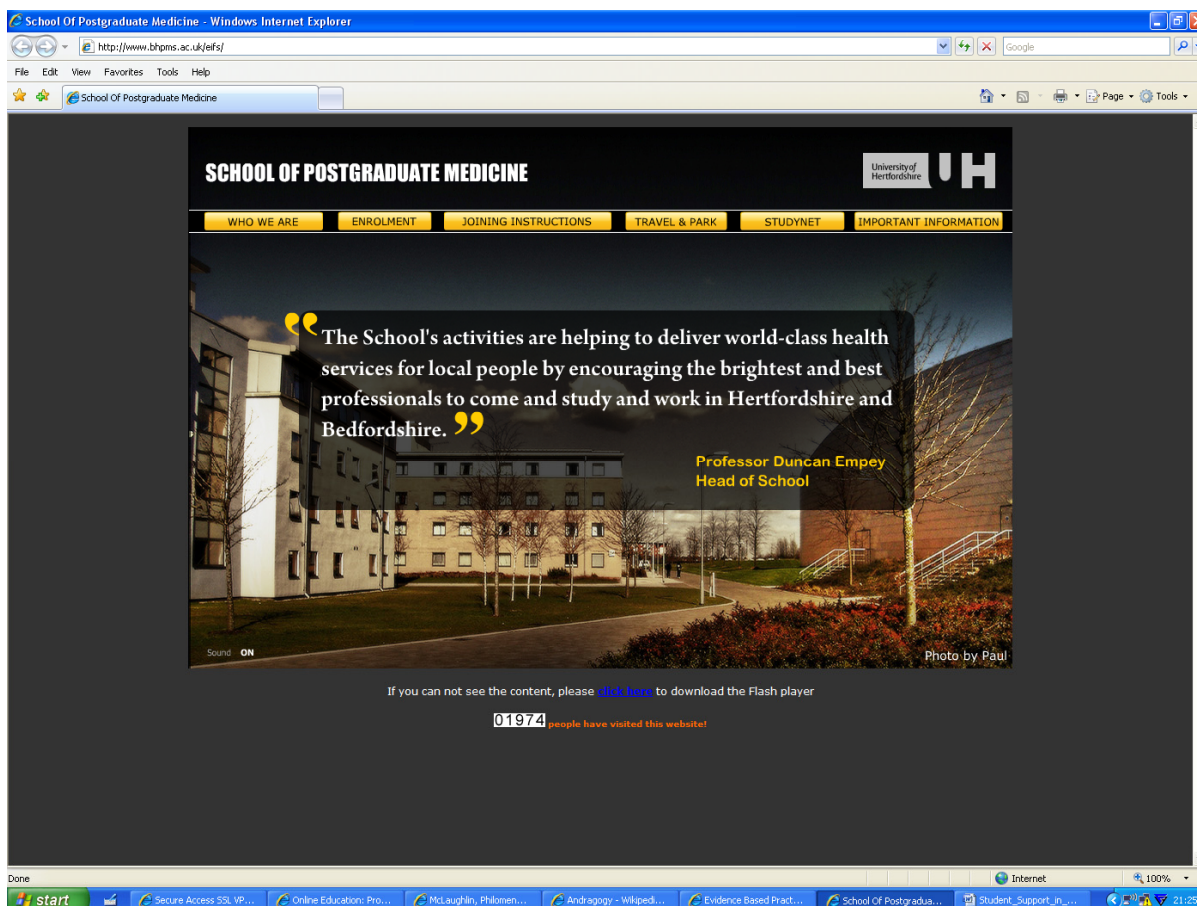 School Of Postgraduate Medicine - Windows Internet Explorer
http://www.bhpms.ac.uk/eifs/
Google
File Edit View Favorites Tools Help
School Of Postgraduate Medicine
Page Tools
SCHOOL OF POSTGRADUATE MEDICINE
University of
Hertfordshire
UH
WHO WE ARE ENROLMENT JOINING INSTRUCTIONS TRAVEL & PARK STUDYNET IMPORTANT INFORMATION
“The School's activities are helping to deliver world-class health
services for local people by encouraging the brightest and best
professionals to come and study and work in Hertfordshire and
Bedfordshire.”
Professor Duncan Empey
Head of School
Sound ON
Photo by Paul
If you can not see the content, please click here to download the Flash player
01974 people have visited this website!
Done Internet 100%
start Secure Access SSL VP... Online Education: Pro... McLaughlin, Philomen... Andragogy - Wikipedi... Evidence Based Pract... School Of Postgradua... Student_Support_in_... 21:25